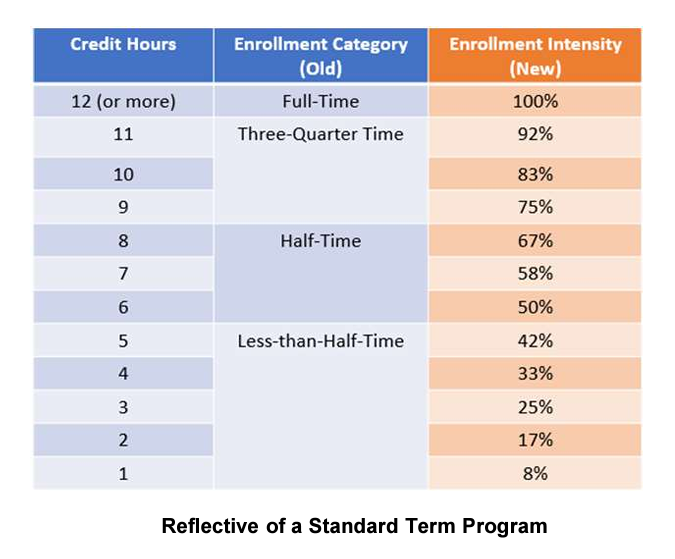 Credit Hours Enrollment Category Enrollment Intensity
(Old) (New)
12 (or more) Full-Time 100%
11 Three-Quarter Time 92%
10 83%
9 75%
8 Half-Time 67%
7 58%
6 50%
5 Less-than-Half-Time 42%
4 33%
3 25%
2 17%
1 8%
Reflective of a Standard Term Program